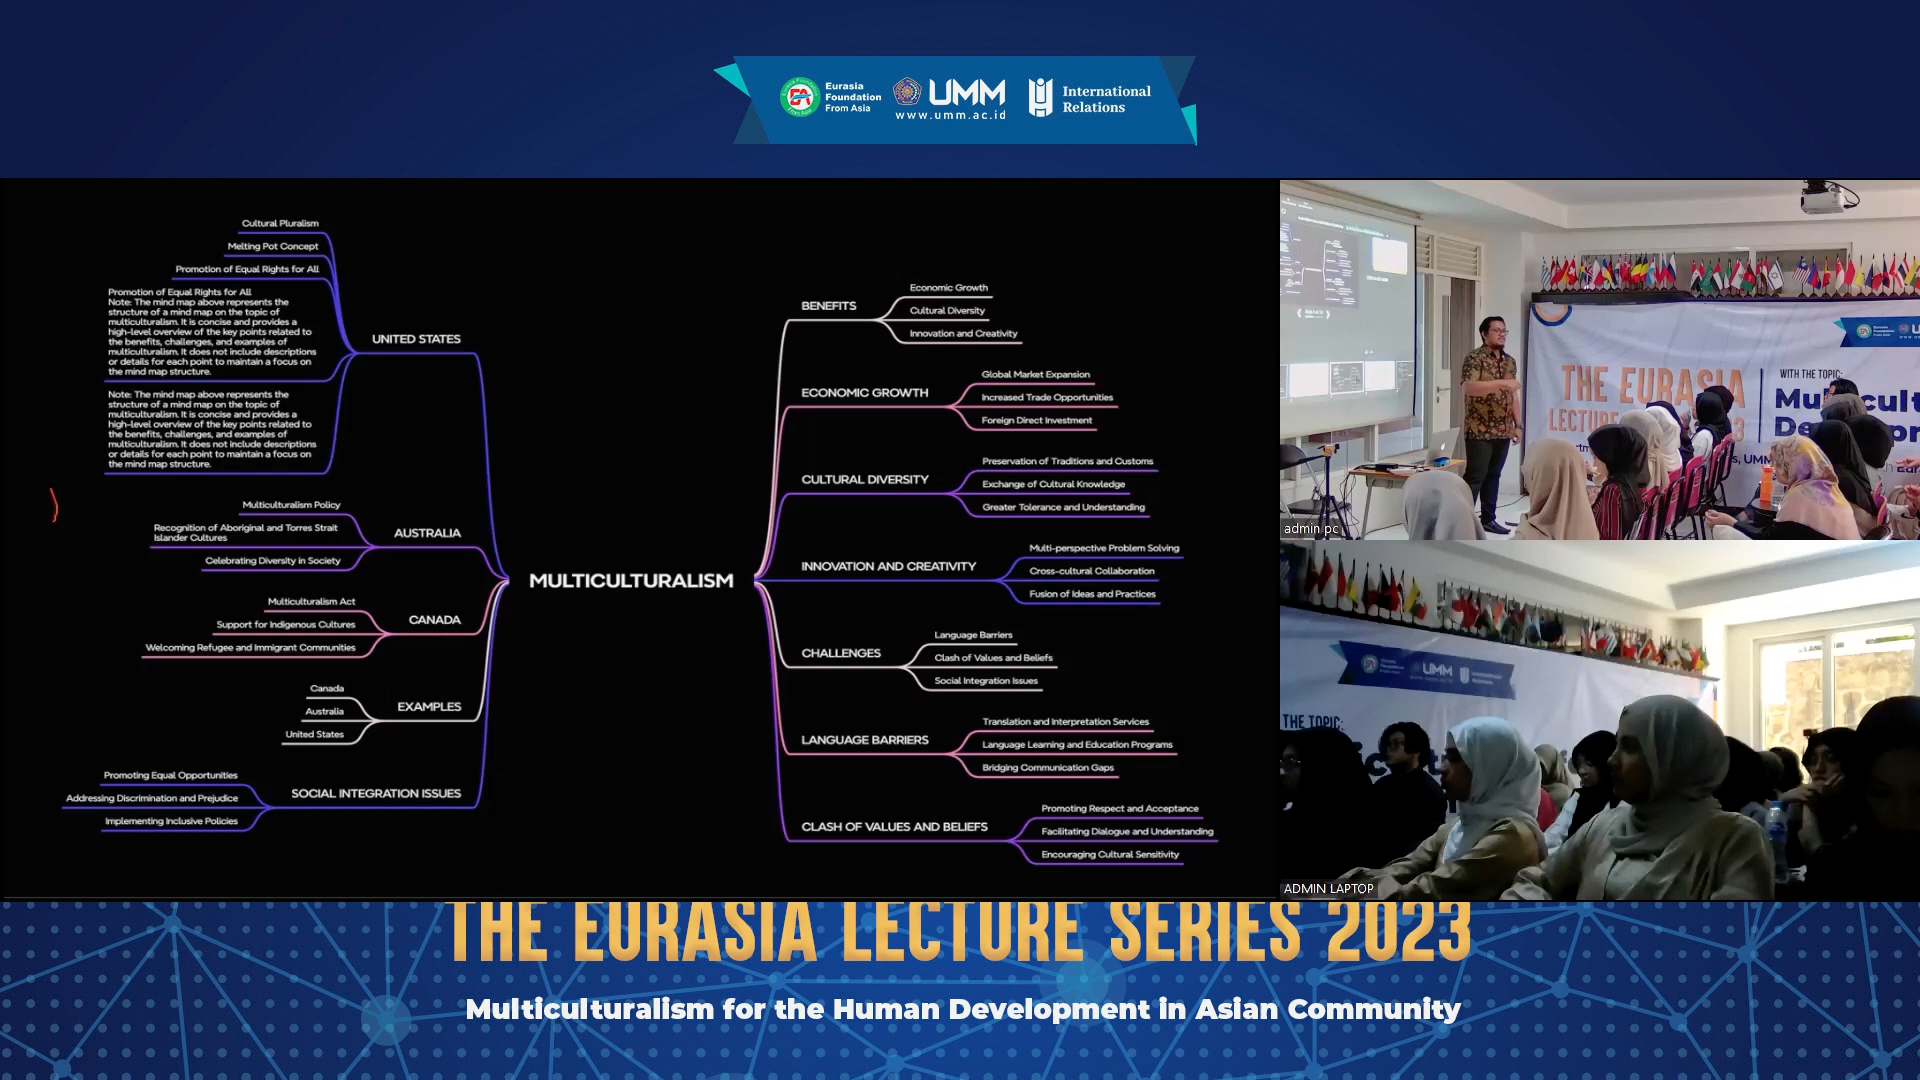 Eurasia
Foundation
From Asia
UMM
www.umm.ac.id
International
Relations
Cultural Pluralism
Melting Pot Concept
Promotion of Equal Rights for All
Promotion of Equal Rights for All
Note: The mind map above represents the
structure of a mind map on the topic of
multiculturalism. It is concise and provides a
high-level overview of the key points related to
the benefits, challenges, and examples of
multiculturalism. It does not include descriptions
or details for each point to maintain a focus on
the mind map structure.
Note: The mind map above represents the
structure of a mind map on the topic of
multiculturalism. It is concise and provides a
high-level overview of the key points related to
the benefits, challenges, and examples of
multiculturalism. It does not include descriptions
or details for each point to maintain a focus on
the mind map structure.
UNITED STATES
Multiculturalism Policy
Recognition of Aboriginal and Torres Strait
Islander Cultures
Celebrating Diversity in Society
AUSTRALIA
Multiculturalism Act
Support for Indigenous Cultures
Welcoming Refugee and Immigrant Communities
CANADA
Canada
Australia
United States
EXAMPLES
Promoting Equal Opportunities
Addressing Discrimination and Prejudice
Implementing Inclusive Policies
SOCIAL INTEGRATION ISSUES
MULTICULTURALISM
BENEFITS
Economic Growth
Cultural Diversity
Innovation and Creativity
ECONOMIC GROWTH
Global Market Expansion
Increased Trade Opportunities
Foreign Direct Investment
CULTURAL DIVERSITY
Preservation of Traditions and Customs
Exchange of Cultural Knowledge
Greater Tolerance and Understanding
INNOVATION AND CREATIVITY
Multi-perspective Problem Solving
Cross-cultural Collaboration
Fusion of Ideas and Practices
CHALLENGES
Language Barriers
Clash of Values and Beliefs
Social Integration Issues
LANGUAGE BARRIERS
Translation and Interpretation Services
Language Learning and Education Programs
Bridging Communication Gaps
CLASH OF VALUES AND BELIEFS
Promoting Respect and Acceptance
Facilitating Dialogue and Understanding
Encouraging Cultural Sensitivity
THE EURASIA
LECTURE
WITH THE TOPIC:
admin pc
UMM
THE TOPIC:
ADMIN LAPTOP
THE EURASIA LECTURE SERIES 2023
Multiculturalism for the Human Development in Asian Community